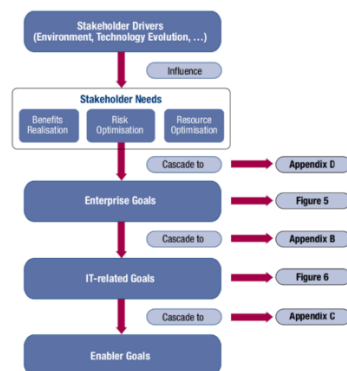 Stakeholder Drivers
(Environment, Technology Evolution, …)
Influence
Stakeholder Needs
Benefits
Realisation
Risk
Optimisation
Resource
Optimisation
Cascade to
Appendix D
Enterprise Goals
Figure 5
Cascade to
Appendix B
IT-related Goals
Figure 6
Cascade to
Appendix C
Enabler Goals